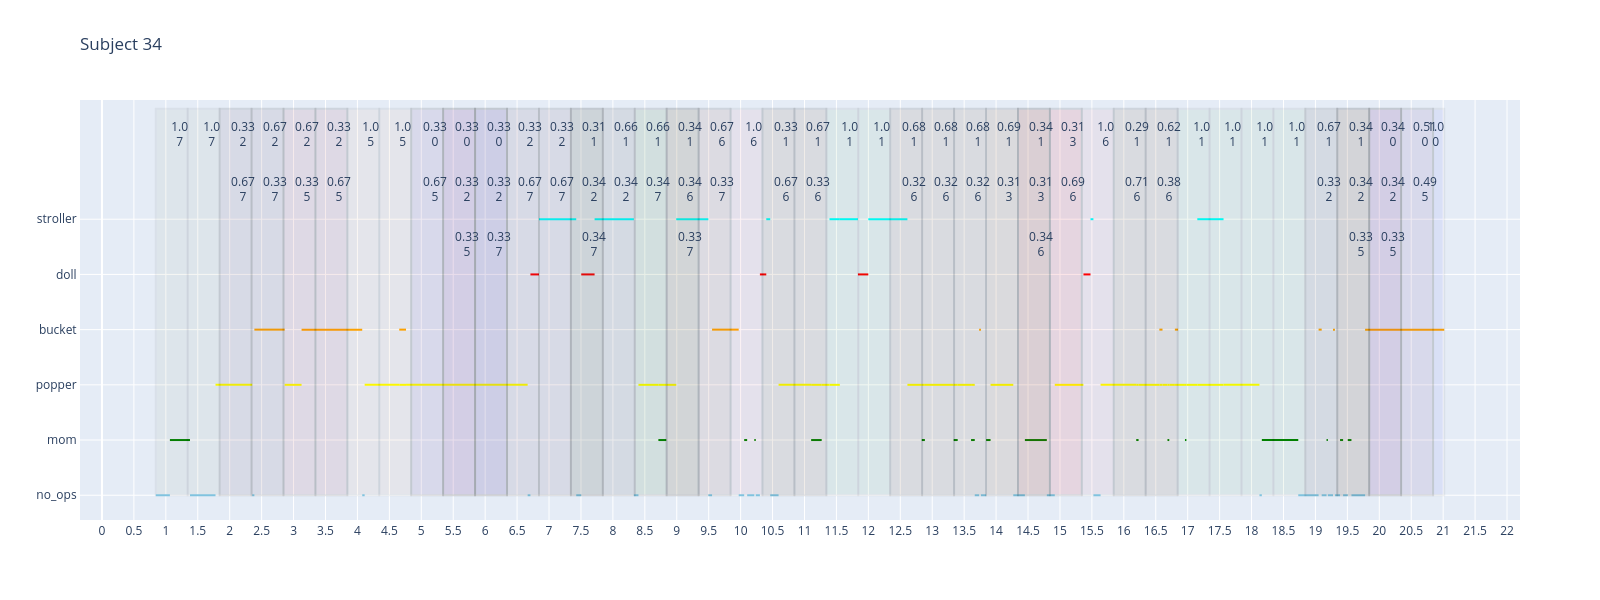 Subject 34
1.0 1.0 0.33 0.67 0.67 0.33 1.0 1.0 0.33 0.33 0.33 0.33 0.33 0.31 0.66 0.66 0.34 0.67 1.0 0.33 0.67 1.0 1.0 0.68 0.68 0.68 0.69 0.34 0.31 1.0 0.29 0.62 1.0 1.0 1.0 1.0 0.67 0.34 0.34 0.5 1.0
7 7 2 2 2 2 5 5 0 0 0 2 2 1 1 1 1 6 6 1 1 1 1 1 1 1 1 1 3 6 1 1 1 1 1 1 1 1 0 0 0
0.67 0.33 0.33 0.67 0.67 0.33 0.33 0.67 0.67 0.34 0.34 0.34 0.34 0.33 0.67 0.33 0.32 0.32 0.32 0.31 0.31 0.69 0.71 0.38 0.33 0.34 0.34 0.49
7 7 5 5 5 2 2 7 7 2 2 7 6 7 6 6 6 6 6 3 3 6 6 6 2 2 2 5
stroller
0.33 0.33 0.34 0.33 0.34 0.33 0.33
5 7 7 7 6 5 5
doll
bucket
popper
mom
no_ops
0 0.5 1 1.5 2 2.5 3 3.5 4 4.5 5 5.5 6 6.5 7 7.5 8 8.5 9 9.5 10 10.5 11 11.5 12 12.5 13 13.5 14 14.5 15 15.5 16 16.5 17 17.5 18 18.5 19 19.5 20 20.5 21 21.5 22